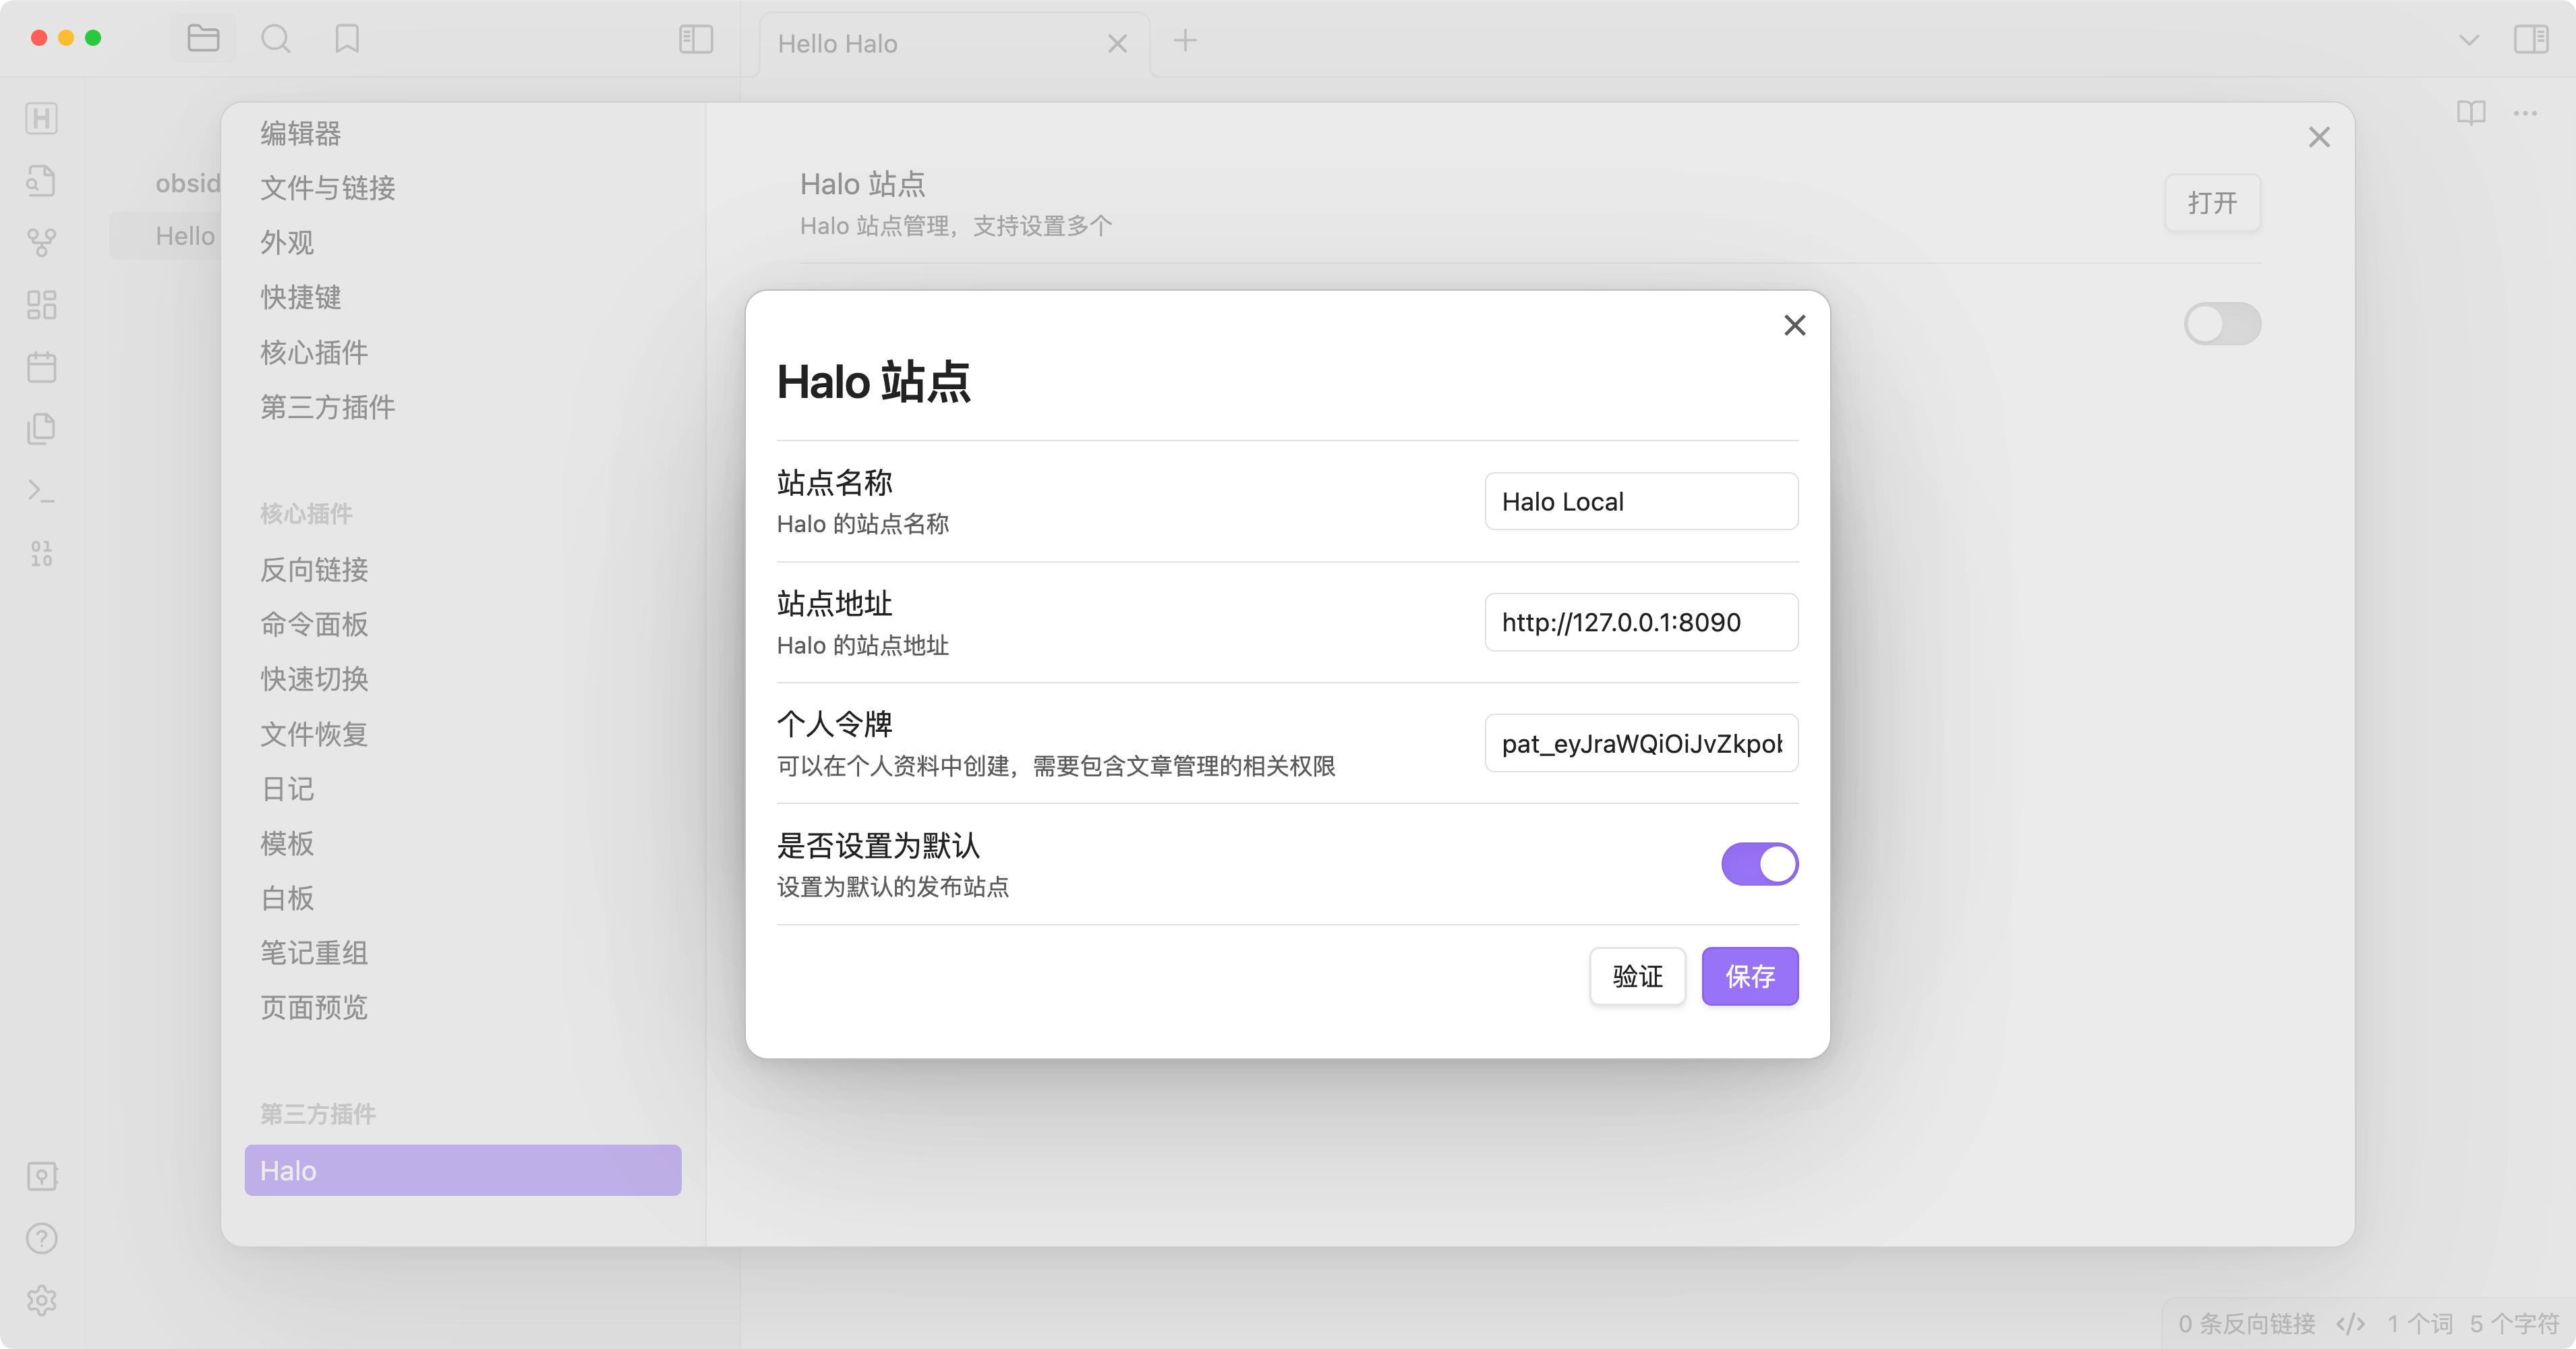 Hello Halo
obsid
Hello
编辑器
文件与链接
外观
快捷键
核心插件
第三方插件
核心插件
反向链接
命令面板
快速切换
文件恢复
日记
模板
白板
笔记重组
页面预览
第三方插件
Halo
Halo 站点
Halo 站点管理，支持设置多个
打开
Halo 站点
站点名称
Halo 的站点名称
Halo Local
站点地址
Halo 的站点地址
http://127.0.0.1:8090
个人令牌
可以在个人资料中创建，需要包含文章管理的相关权限
pat_eyJraWQiOiJvZkpob
是否设置为默认
设置为默认的发布站点
验证
保存
0 条反向链接
1 个词
5 个字符